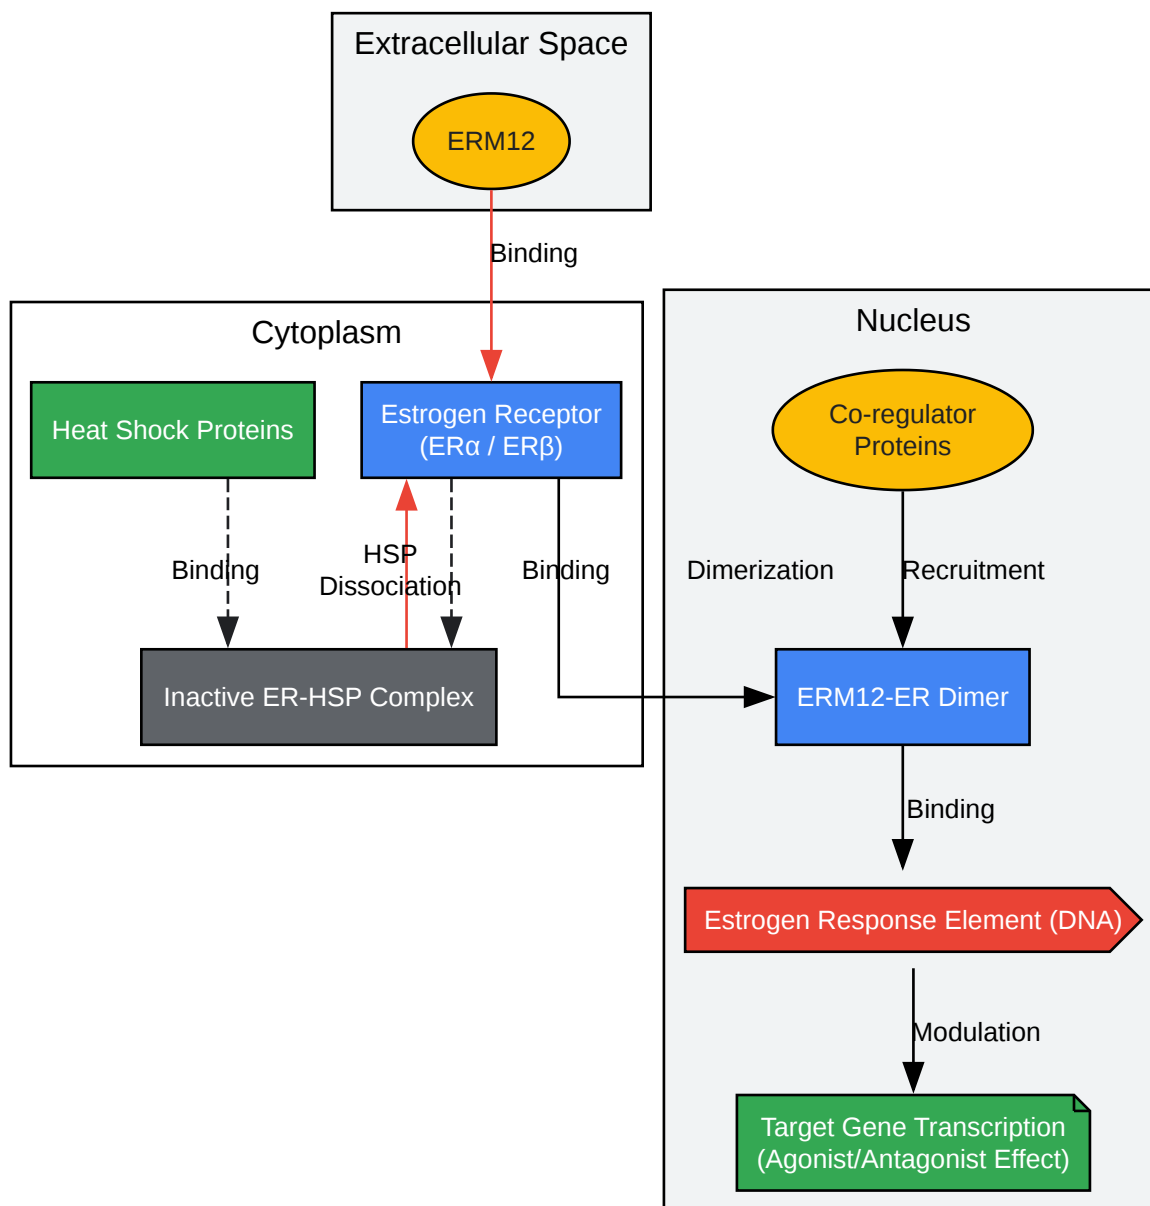 Extracellular Space
ERM12
Binding
Cytoplasm
Heat Shock Proteins
Estrogen Receptor
(ERα / ERβ)
Binding
HSP
Dissociation
Binding
Inactive ER-HSP Complex
Nucleus
Co-regulator
Proteins
Dimerization
Recruitment
ERM12-ER Dimer
Binding
Estrogen Response Element (DNA)
Modulation
Target Gene Transcription
(Agonist/Antagonist Effect)